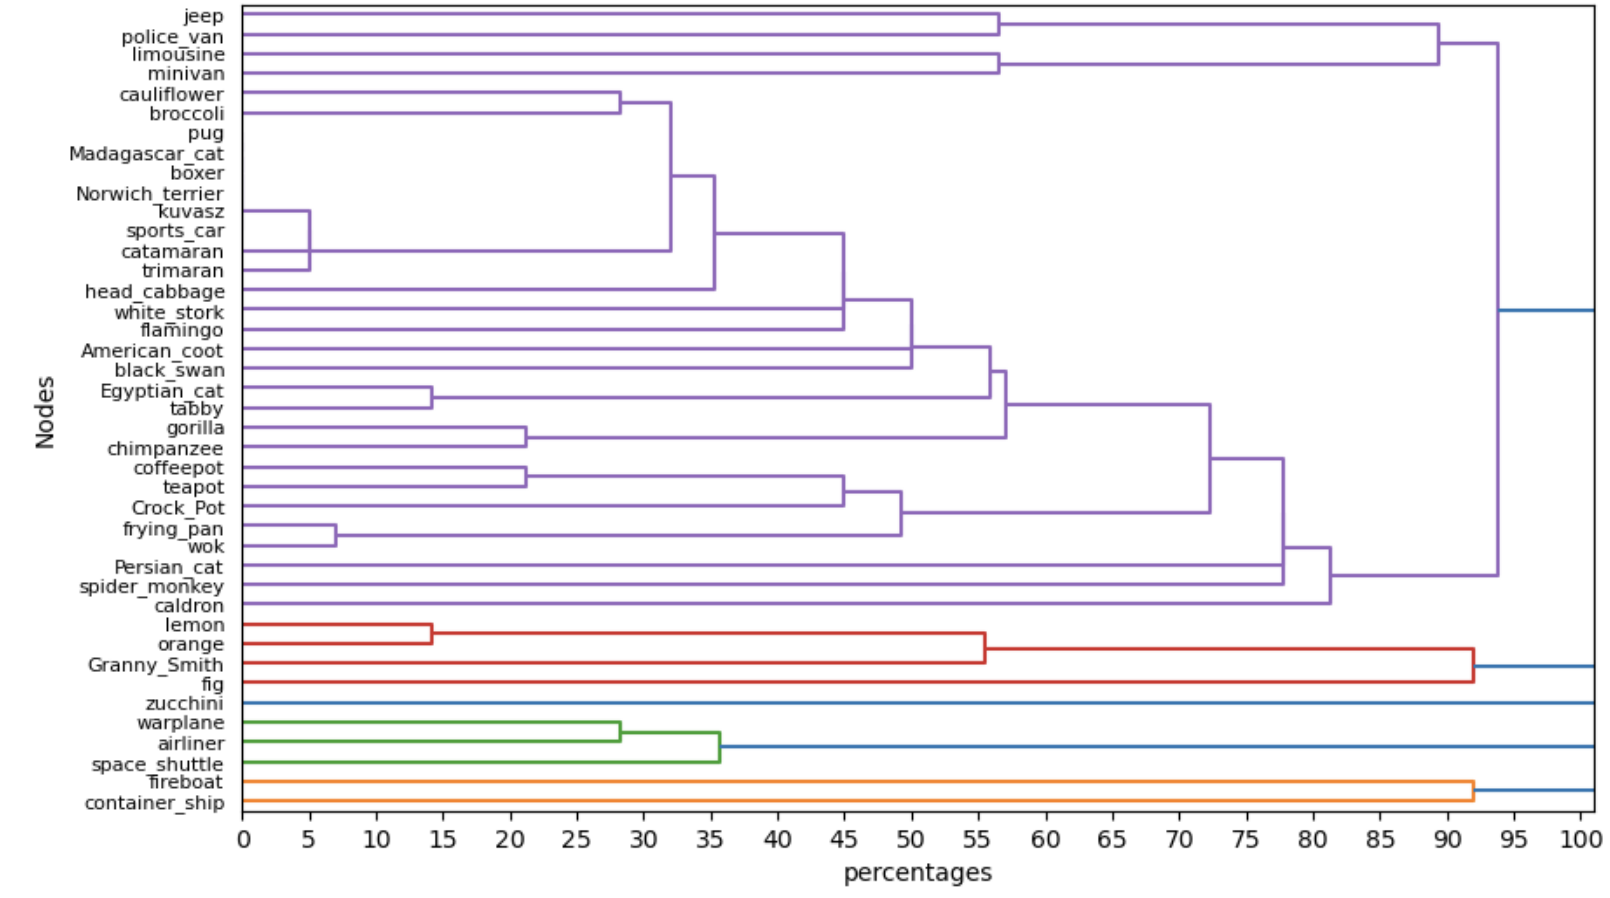 jeep
police_van
limousine
minivan
cauliflower
broccoli
pug
Madagascar_cat
boxer
Norwich_terrier
kuvasz
sports_car
catamaran
trimaran
head_cabbage
white_stork
flamingo
American_coot
black_swan
Egyptian_cat
tabby
gorilla
chimpanzee
coffeepot
teapot
Crock_Pot
frying_pan
wok
Persian_cat
spider_monkey
caldron
lemon
orange
Granny_Smith
fig
zucchini
warplane
airliner
space_shuttle
fireboat
container_ship
Nodes
0 5 10 15 20 25 30 35 40 45 50 55 60 65 70 75 80 85 90 95 100
percentages